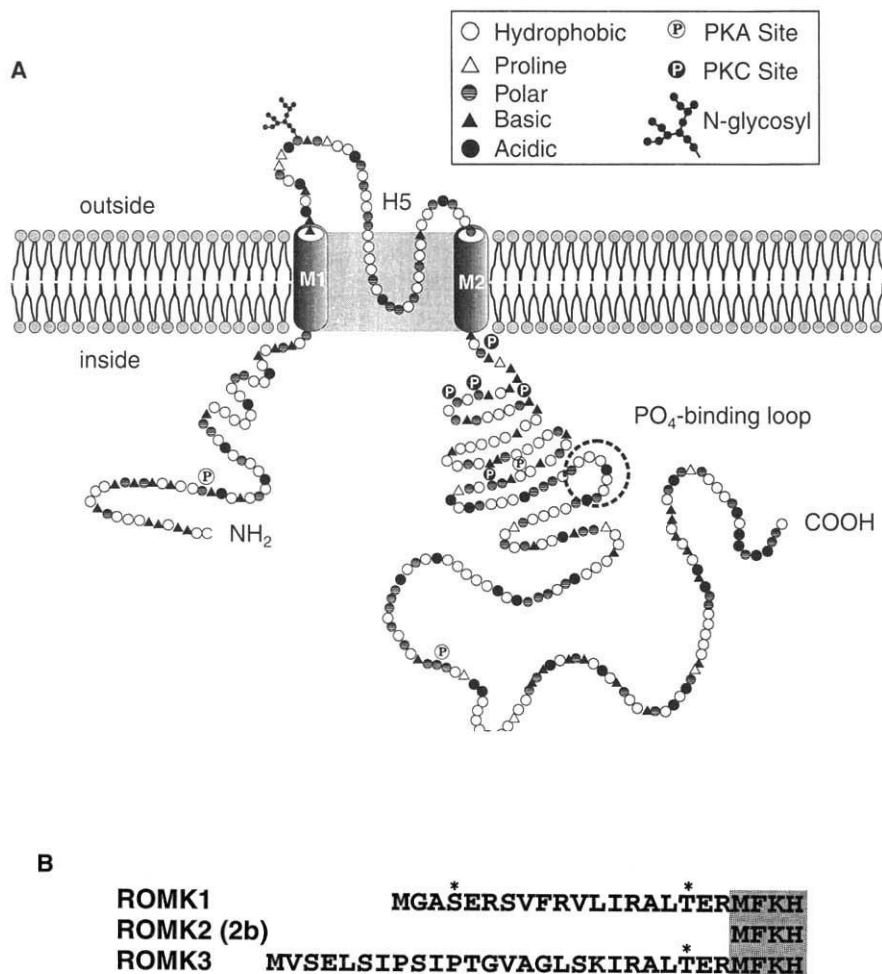 A
Hydrophobic
Proline
Polar
Basic
Acidic
P PKA Site
P PKC Site
N-glycosyl
outside
H5
M1
M2
inside
P
P
P
P
P
PO₄-binding loop
P
P
NH₂
COOH
P
B
ROMK1 MGASERSVFRVLIRALTERMFKH
ROMK2 (2b) MFKH
ROMK3 MVSELSIPSIPTGVAGLSKIRALTERMFKH
* *
*